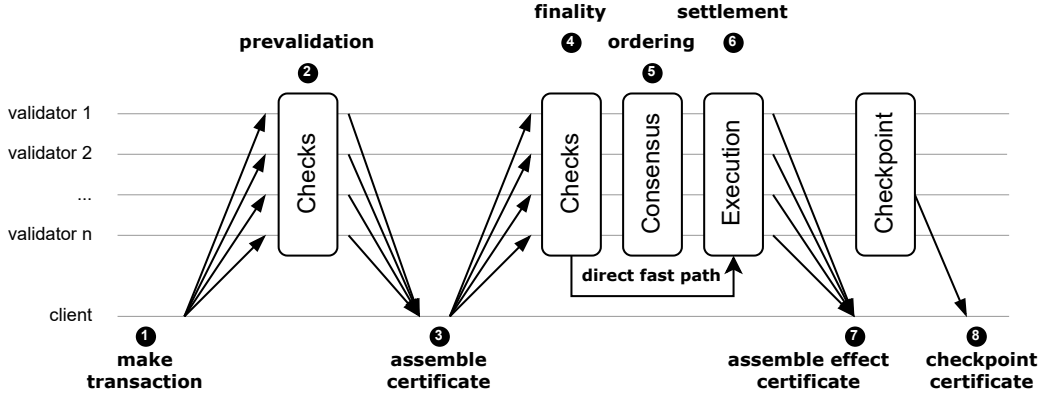 finality
settlement
4
6
prevalidation
ordering
2
5
validator 1
validator 2
...
validator n
client
Checks
Checks
Consensus
Execution
Checkpoint
direct fast path
1
make
transaction
3
assemble
certificate
7
assemble effect
certificate
8
checkpoint
certificate